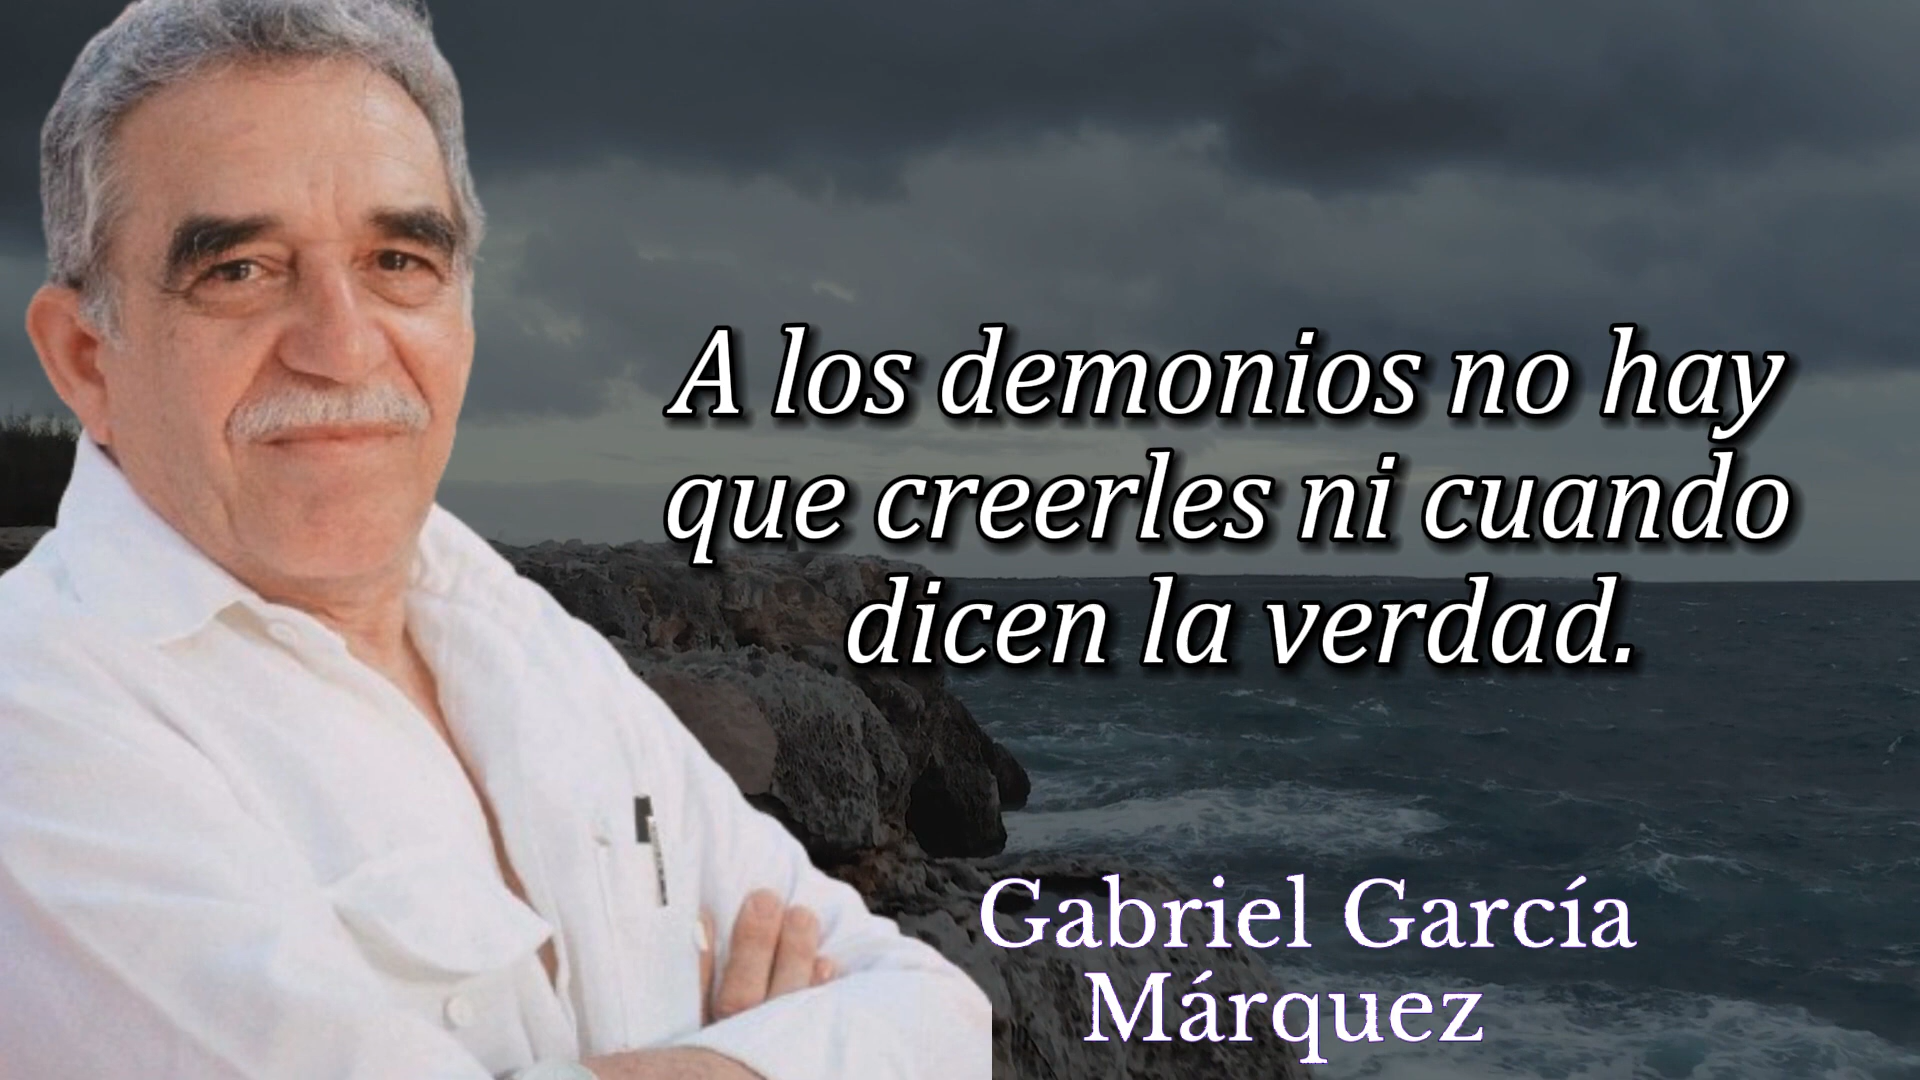 A los demonios no hay
que creerles ni cuando
dicen la verdad.
Gabriel García
Márquez